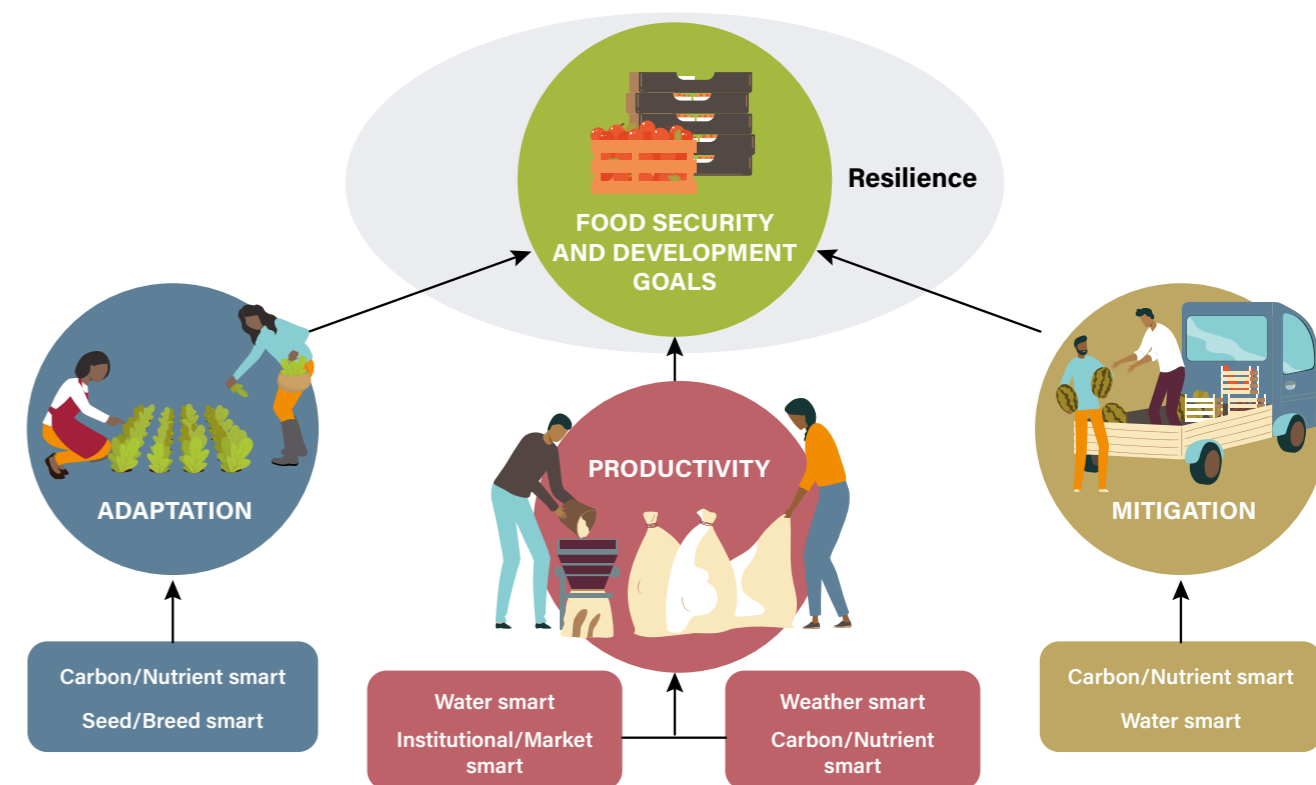 Resilience
FOOD SECURITY
AND DEVELOPMENT
GOALS
ADAPTATION
PRODUCTIVITY
MITIGATION
Carbon/Nutrient smart
Seed/Breed smart
Water smart
Institutional/Market
smart
Weather smart
Carbon/Nutrient
smart
Carbon/Nutrient smart
Water smart